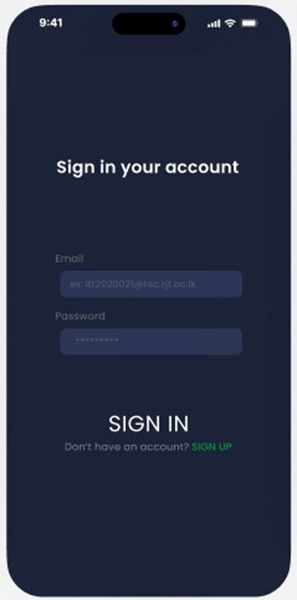 9:41
Sign in your account
Email
ex: itt2020021@tec.rjt.ac.lk
Password
*********
SIGN IN
Don't have an account? SIGN UP